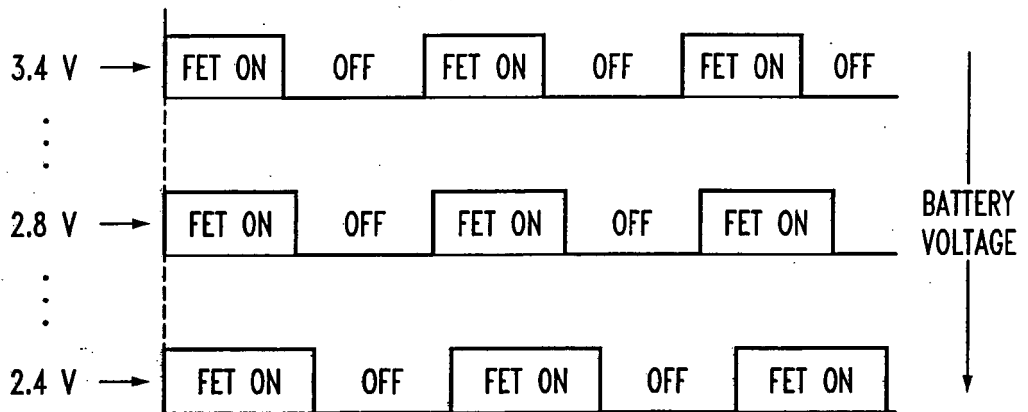 3.4 V FET ON OFF FET ON OFF FET ON OFF
2.8 V FET ON OFF FET ON OFF FET ON
BATTERY
VOLTAGE
2.4 V FET ON OFF FET ON OFF FET ON